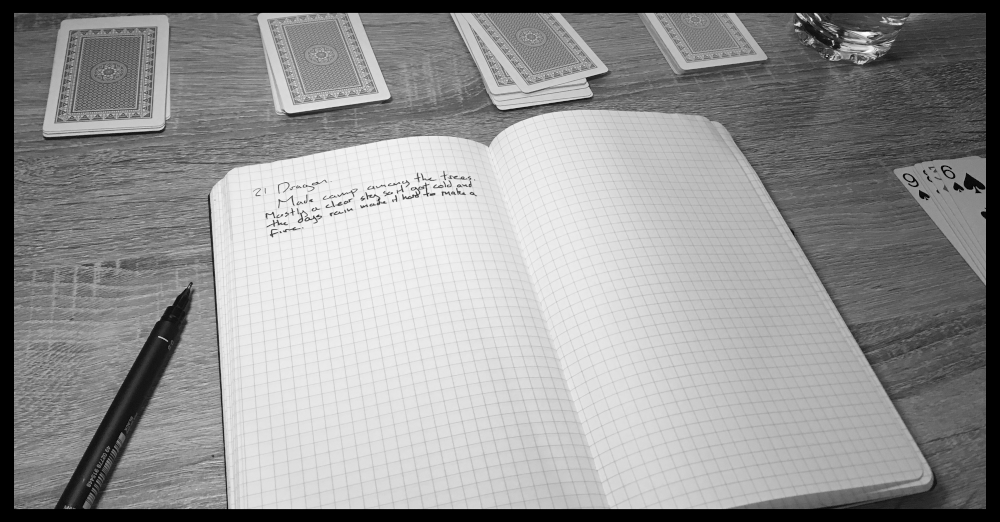 21 Dragon
Made camp among the trees.
Mostly a clear sky so it got cold and
the days rain made it hard to make a
fire.
9
6